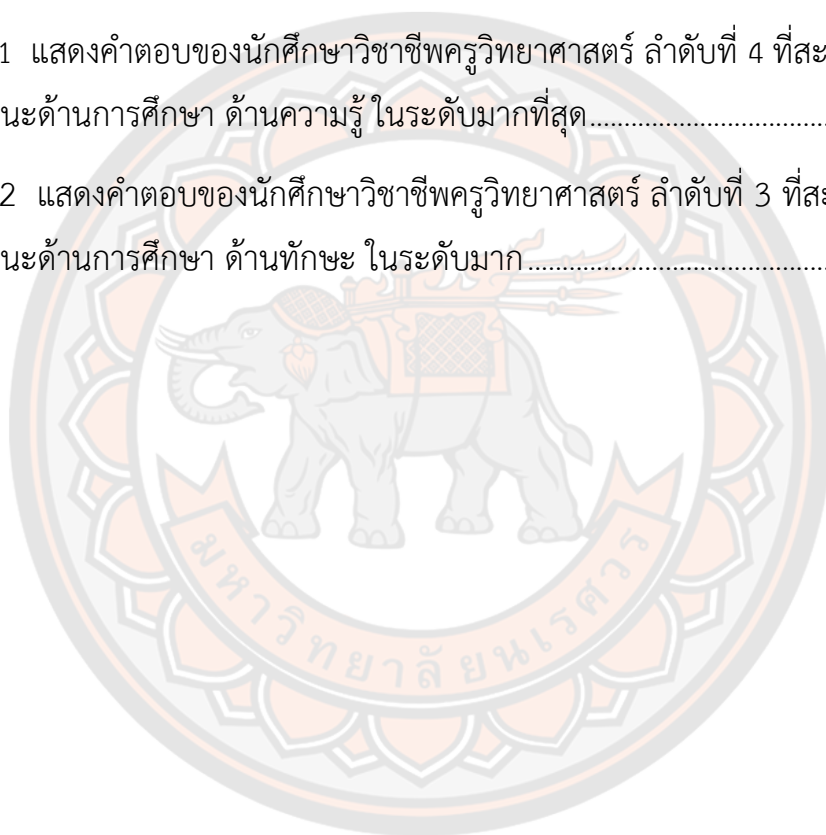 1 แสดงคำตอบของนักศึกษาวิชาชีพครูวิทยาศาสตร์ ลำดับที่ 4 ที่สะ
นะด้านการศึกษา ด้านความรู้ ในระดับมากที่สุด
2 แสดงคำตอบของนักศึกษาวิชาชีพครูวิทยาศาสตร์ ลำดับที่ 3 ที่สะ
นะด้านการศึกษา ด้านทักษะ ในระดับมาก
มหาวิทยาลัยนเรศวร